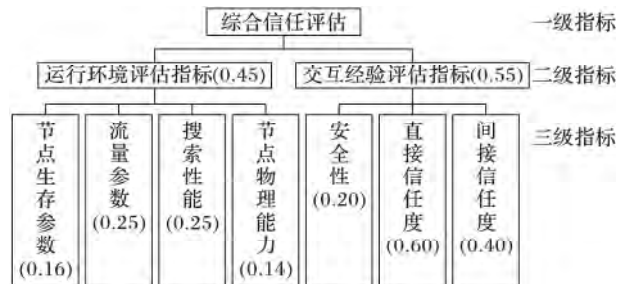 综合信任评估
一级指标
运行环境评估指标(0.45)
交互经验评估指标(0.55)
二级指标
节点生存参数(0.16)
流量参数(0.25)
搜索性能(0.25)
节点物理能力(0.14)
安全性(0.20)
直接信任度(0.60)
间接信任度(0.40)
三级指标